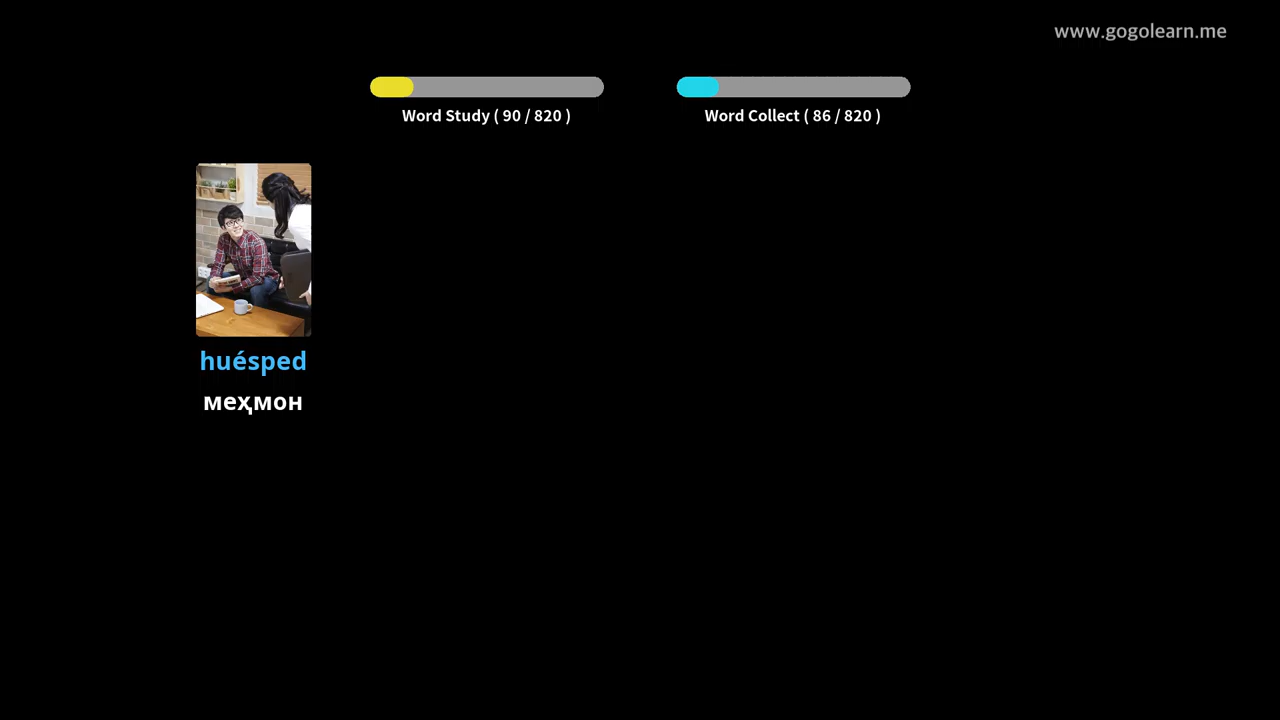 www.gogolearn.me
Word Study ( 90 / 820 )
Word Collect ( 86 / 820 )
huésped
меҳмон